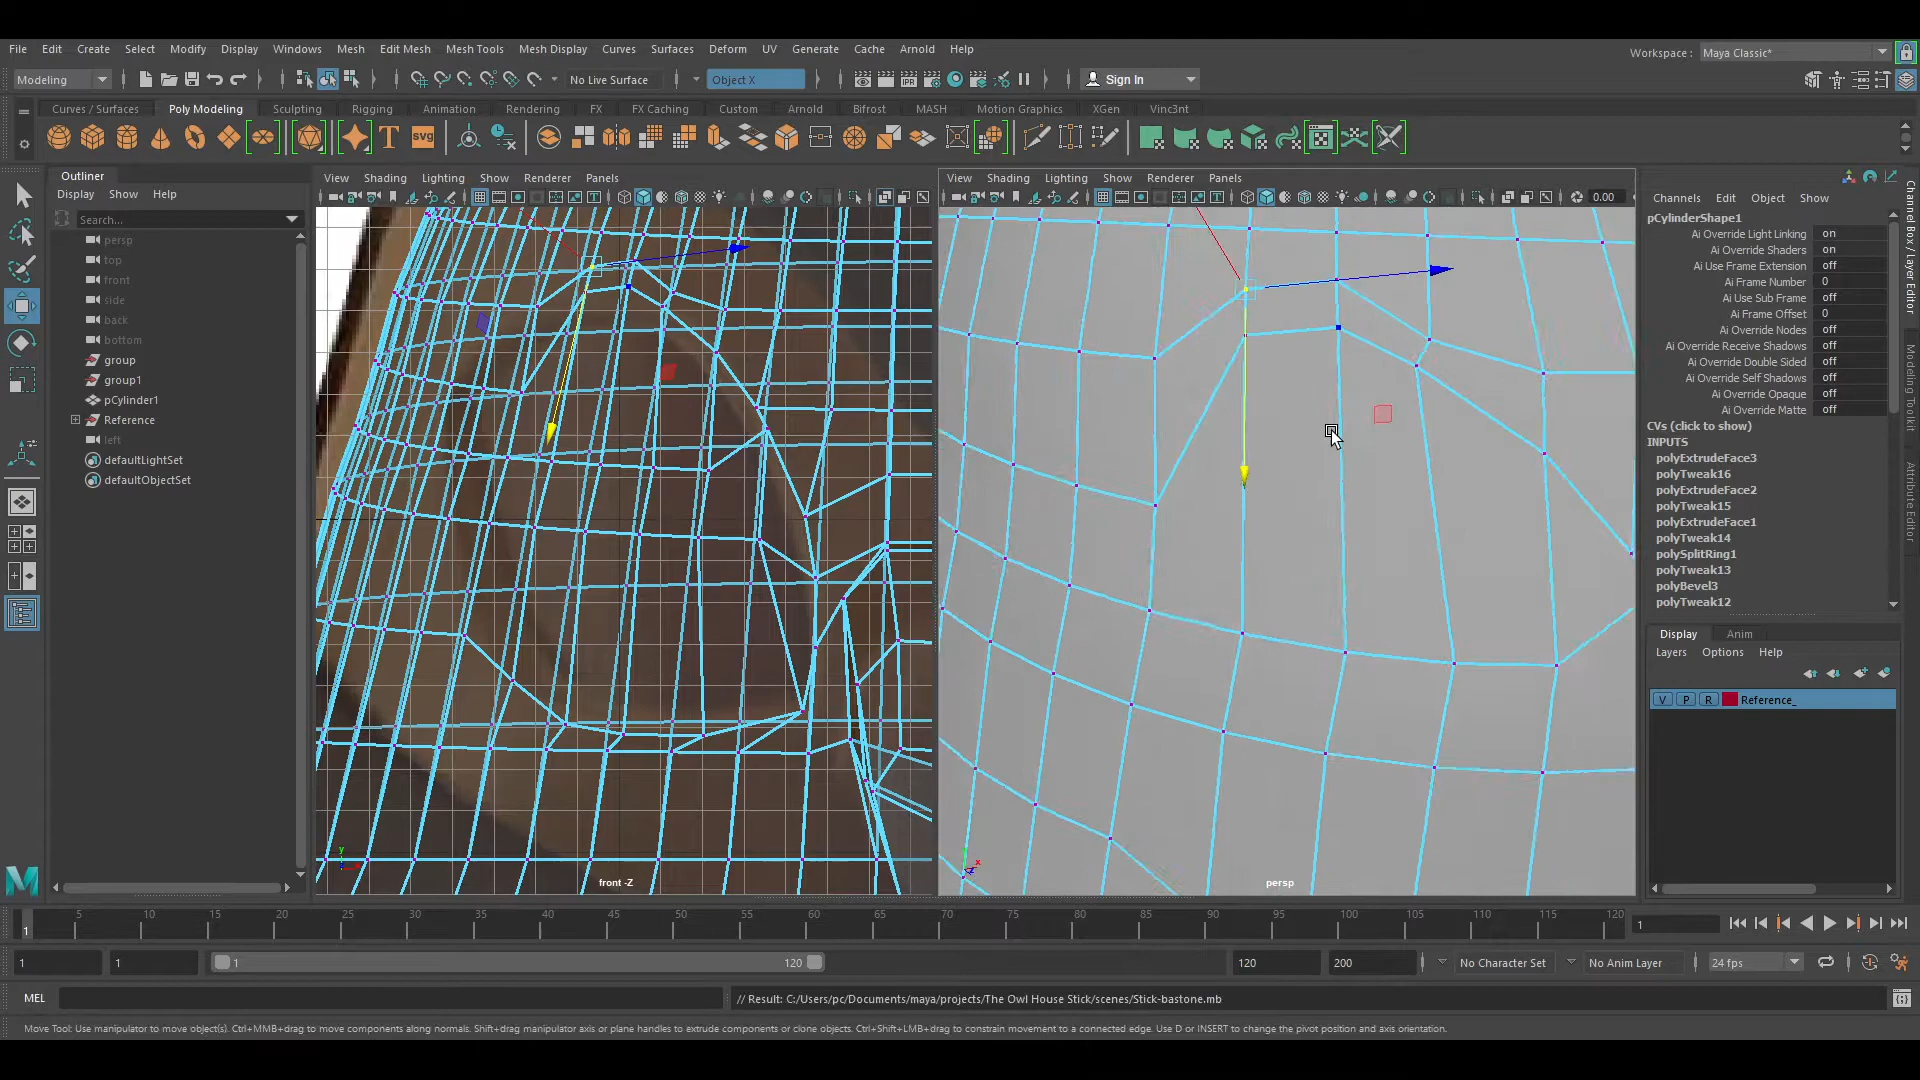 File Edit Create Select Modify Display Windows Mesh Edit Mesh Mesh Tools Mesh Display Curves Surfaces Deform UV Generate Cache Arnold Help
Workspace : Maya Classic*
Modeling No Live Surface Object X Sign In
Curves / Surfaces Poly Modeling Sculpting Rigging Animation Rendering FX FX Caching Custom Arnold Bifrost MASH Motion Graphics XGen Vinc3nt
svg
Outliner
Display Show Help
Search...
persp
top
front
side
back
bottom
group
group1
pCylinder1
Reference
left
defaultLightSet
defaultObjectSet
View Shading Lighting Show Renderer Panels
y
front -Z
View Shading Lighting Show Renderer Panels
0.00
x
persp
Channels Edit Object Show
pCylinderShape1
Ai Override Light Linking on
Ai Override Shaders on
Ai Use Frame Extension off
Ai Frame Number 0
Ai Use Sub Frame off
Ai Frame Offset 0
Ai Override Nodes off
Ai Override Receive Shadows off
Ai Override Double Sided off
Ai Override Self Shadows off
Ai Override Opaque off
Ai Override Matte off
CVs (click to show)
INPUTS
polyExtrudeFace3
polyTweak16
polyExtrudeFace2
polyTweak15
polyExtrudeFace1
polyTweak14
polySplitRing1
polyTweak13
polyBevel3
polyTweak12
Display Anim
Layers Options Help
V P R Reference_
Channel Box / Layer Editor
Modeling Toolkit
Attribute Editor
5 10 15 20 25 30 35 40 45 50 55 60 65 70 75 80 85 90 95 100 105 110 115 120
1 1
1 1 1 120 120 200 No Character Set No Anim Layer 24 fps
MEL // Result: C:/Users/pc/Documents/maya/projects/The Owl House Stick/scenes/Stick-bastone.mb
Move Tool: Use manipulator to move object(s). Ctrl+MMB+drag to move components along normals. Shift+drag manipulator axis or plane handles to extrude components or clone objects. Ctrl+Shift+LMB+drag to constrain movement to a connected edge. Use D or INSERT to change the pivot position and axis orientation.